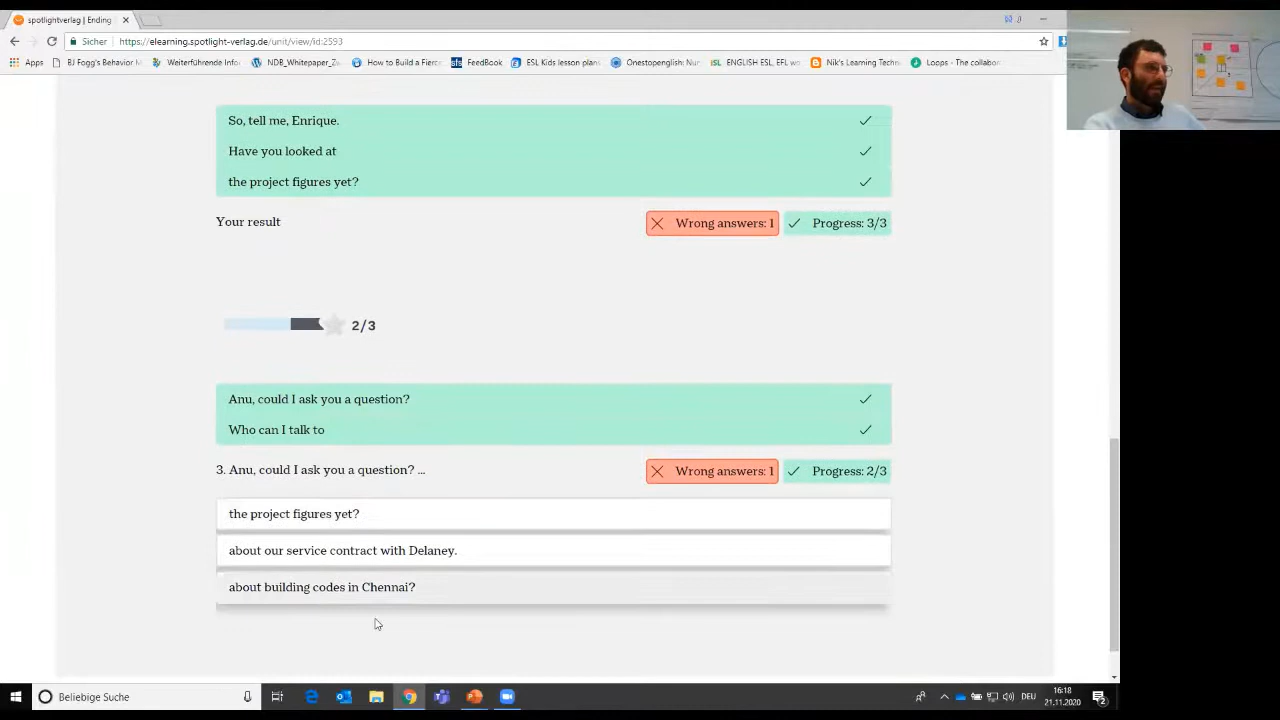 spotlightverlag | Ending
Sicher
https://elearning.spotlight-verlag.de/unit/view/id:2593
Apps
BJ Fogg's Behavior M
Weiterführende Infor
NDB_Whitepaper_Z
How to Build a Fierc
sfs
FeedBook
ESL Kids lesson plan
Onestopenglish: Nu
iSL
ENGLISH ESL, EFL wo
Nik's Learning Techn
Loops - The collabor
So, tell me, Enrique.
Have you looked at
the project figures yet?
Your result
Wrong answers: 1
Progress: 3/3
2/3
Anu, could I ask you a question?
Who can I talk to
3. Anu, could I ask you a question? ...
Wrong answers: 1
Progress: 2/3
the project figures yet?
about our service contract with Delaney.
about building codes in Chennai?
Beliebige Suche
DEU
16:18
21.11.2020
2